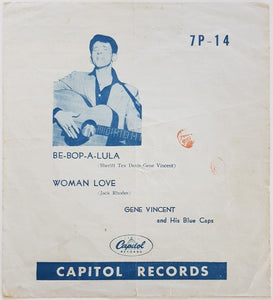 7P-14
BE-BOP-A-LULA
(Sheriff Tex Davis-Gene Vincent)
WOMAN LOVE
(Jack Rhodes)
GENE VINCENT
and His Blue Caps
Capitol
RECORDS
CAPITOL RECORDS